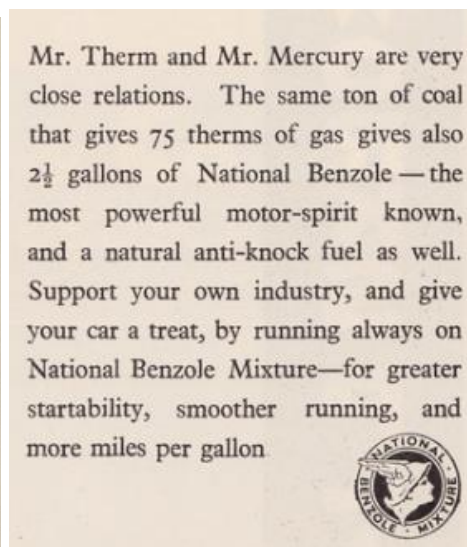 Mr. Therm and Mr. Mercury are very
close relations. The same ton of coal
that gives 75 therms of gas gives also
2½ gallons of National Benzole — the
most powerful motor-spirit known,
and a natural anti-knock fuel as well.
Support your own industry, and give
your car a treat, by running always on
National Benzole Mixture—for greater
startability, smoother running, and
more miles per gallon
NATIONAL
BENZOLE MIXTURE